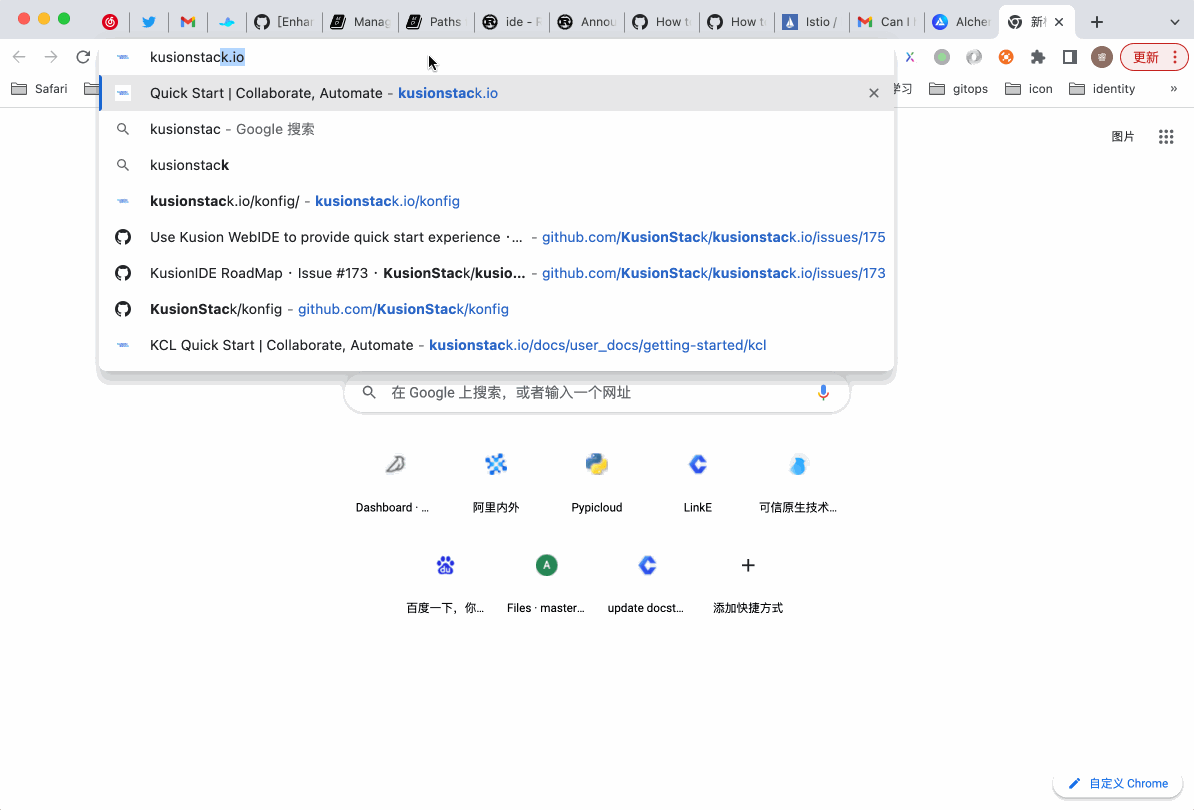 [Enhar
Manag
Paths
ide - R
Annou
How to
How to
Istio /
Can I
Alcher
新标
kusionstack.io
更新
Safari
学习
gitops
icon
identity
»
Quick Start | Collaborate, Automate - kusionstack.io
kusionstac - Google 搜索
kusionstack
kusionstack.io/konfig/ - kusionstack.io/konfig
Use Kusion WebIDE to provide quick start experience ·... - github.com/KusionStack/kusionstack.io/issues/175
KusionIDE RoadMap · Issue #173 · KusionStack/kusio... - github.com/KusionStack/kusionstack.io/issues/173
KusionStack/konfig - github.com/KusionStack/konfig
KCL Quick Start | Collaborate, Automate - kusionstack.io/docs/user_docs/getting-started/kcl
图片
在 Google 上搜索，或者输入一个网址
Dashboard · ...
阿里内外
Pypicloud
LinkE
可信原生技术...
百度一下，你...
Files · master...
update docst...
添加快捷方式
自定义 Chrome